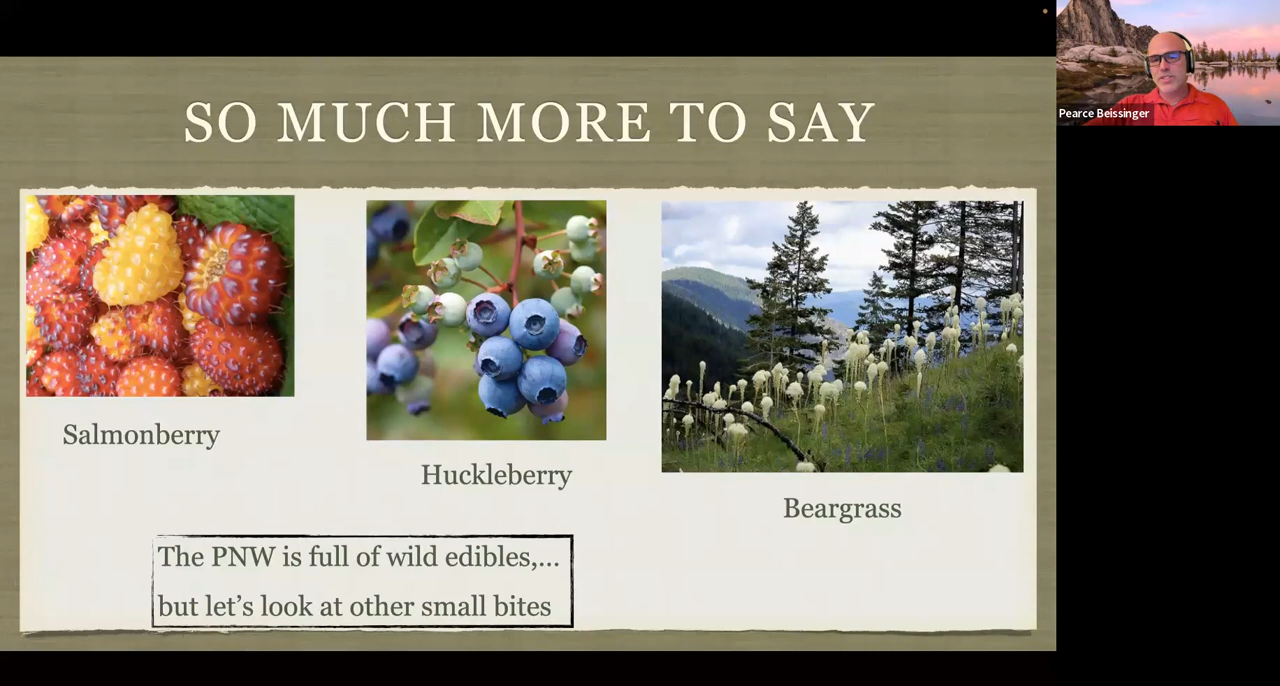 SO MUCH MORE TO SAY
Pearce Beissinger
Salmonberry
Huckleberry
Beargrass
The PNW is full of wild edibles,...
but let’s look at other small bites